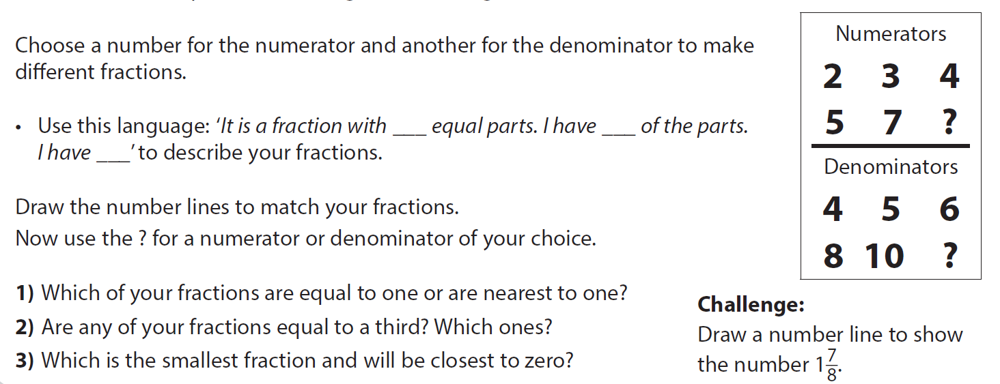 Choose a number for the numerator and another for the denominator to make
different fractions.
• Use this language: ‘It is a fraction with ___ equal parts. I have ___ of the parts.
I have ___’ to describe your fractions.
Draw the number lines to match your fractions.
Now use the ? for a numerator or denominator of your choice.
1) Which of your fractions are equal to one or are nearest to one?
2) Are any of your fractions equal to a third? Which ones?
3) Which is the smallest fraction and will be closest to zero?
Numerators
2 3 4
5 7 ?
Denominators
4 5 6
8 10 ?
Challenge:
Draw a number line to show
the number 1 7/8.